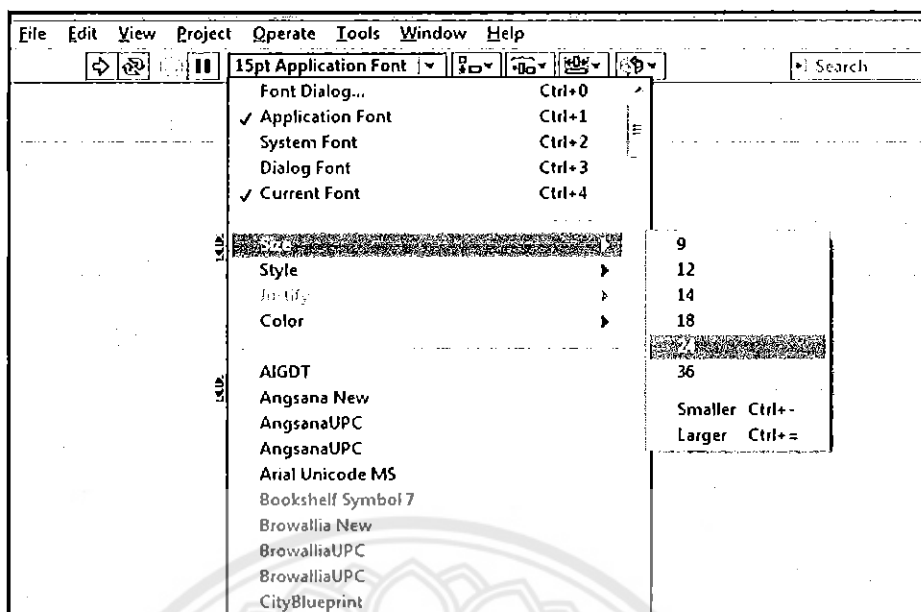 File Edit View Project Operate Tools Window Help
15pt Application Font Search
Font Dialog... Ctrl+0
✓ Application Font Ctrl+1
System Font Ctrl+2
Dialog Font Ctrl+3
✓ Current Font Ctrl+4
Size
Style
Justify
Color
AIGDT
Angsana New
AngsanaUPC
AngsanaUPC
Arial Unicode MS
Bookshelf Symbol 7
Browallia New
BrowalliaUPC
BrowalliaUPC
CityBlueprint
9
12
14
18
24
36
Smaller Ctrl+-
Larger Ctrl+=